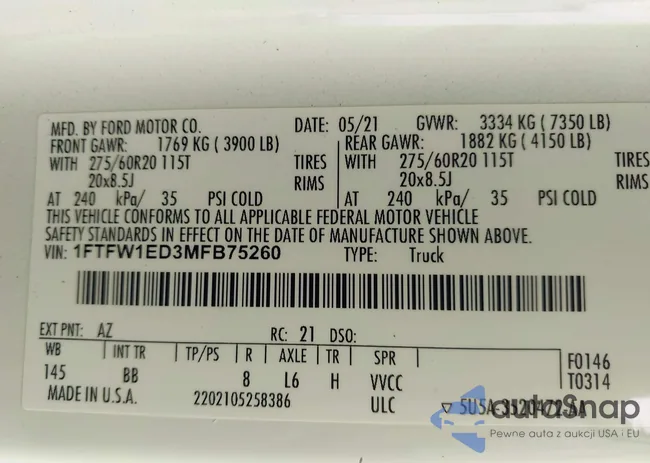 MFD. BY FORD MOTOR CO. DATE: 05/21 GVWR: 3334 KG ( 7350 LB)
FRONT GAWR: 1769 KG ( 3900 LB) REAR GAWR: 1882 KG ( 4150 LB)
WITH 275/60R20 115T TIRES WITH 275/60R20 115T TIRES
20x8.5J RIMS 20x8.5J RIMS
AT 240 kPa/ 35 PSI COLD AT 240 kPa/ 35 PSI COLD
THIS VEHICLE CONFORMS TO ALL APPLICABLE FEDERAL MOTOR VEHICLE
SAFETY STANDARDS IN EFFECT ON THE DATE OF MANUFACTURE SHOWN ABOVE.
VIN: 1FTFW1ED3MFB75260 TYPE: Truck
EXT PNT: AZ RC: 21 DSO:
WB INT TR TP/PS R AXLE TR SPR F0146
145 BB 8 L6 H VVCC T0314
MADE IN U.S.A. 2202105258386 ULC ▽ 5U5A-3520472-AA
autoSnap
Pewne auta z aukcji USA i EU